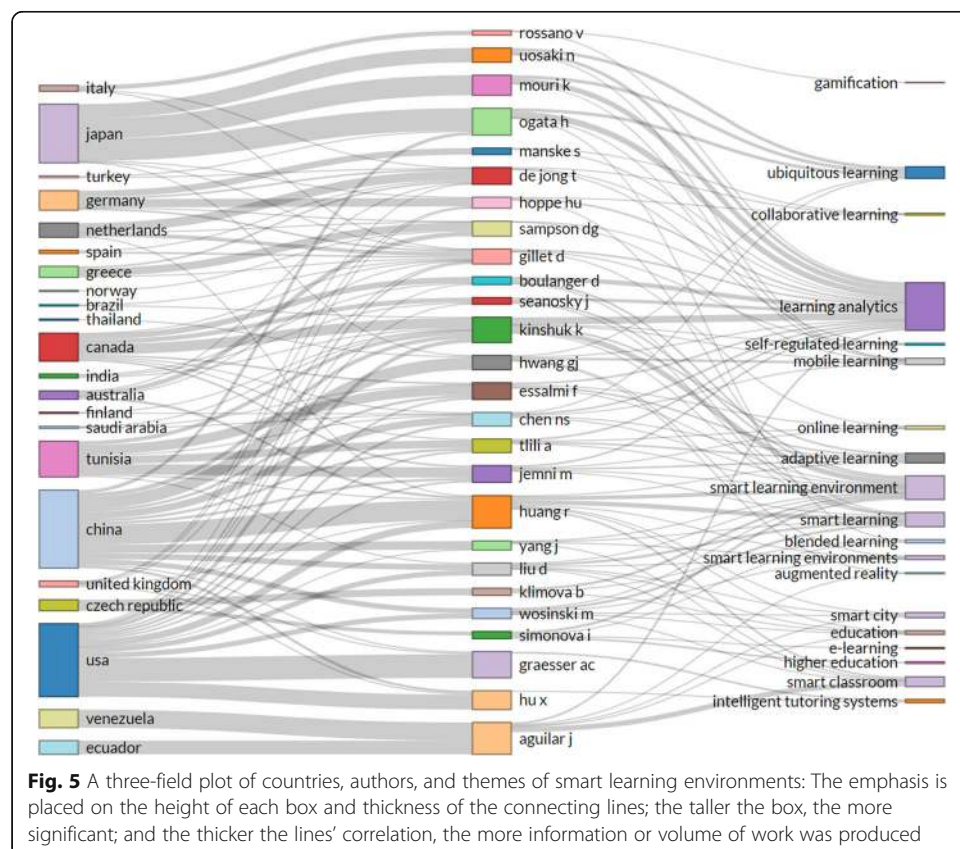 italy
japan
turkey
germany
netherlands
spain
greece
norway
brazil
thailand
canada
india
australia
finland
saudi arabia
tunisia
china
united kingdom
czech republic
usa
venezuela
ecuador
rossano v
uosaki n
mouri k
ogata h
manske s
de jong t
hoppe hu
sampson dg
gillet d
boulanger d
seanosky j
kinshuk k
hwang gj
essalmi f
chen ns
tlili a
jemni m
huang r
yang j
liu d
klimova b
wosinski m
simonova i
graesser ac
hu x
aguilar j
gamification
ubiquitous learning
collaborative learning
learning analytics
self-regulated learning
mobile learning
online learning
adaptive learning
smart learning environment
smart learning
blended learning
smart learning environments
augmented reality
smart city
education
e-learning
higher education
smart classroom
intelligent tutoring systems
Fig. 5 A three-field plot of countries, authors, and themes of smart learning environments: The emphasis is
placed on the height of each box and thickness of the connecting lines; the taller the box, the more
significant; and the thicker the lines' correlation, the more information or volume of work was produced